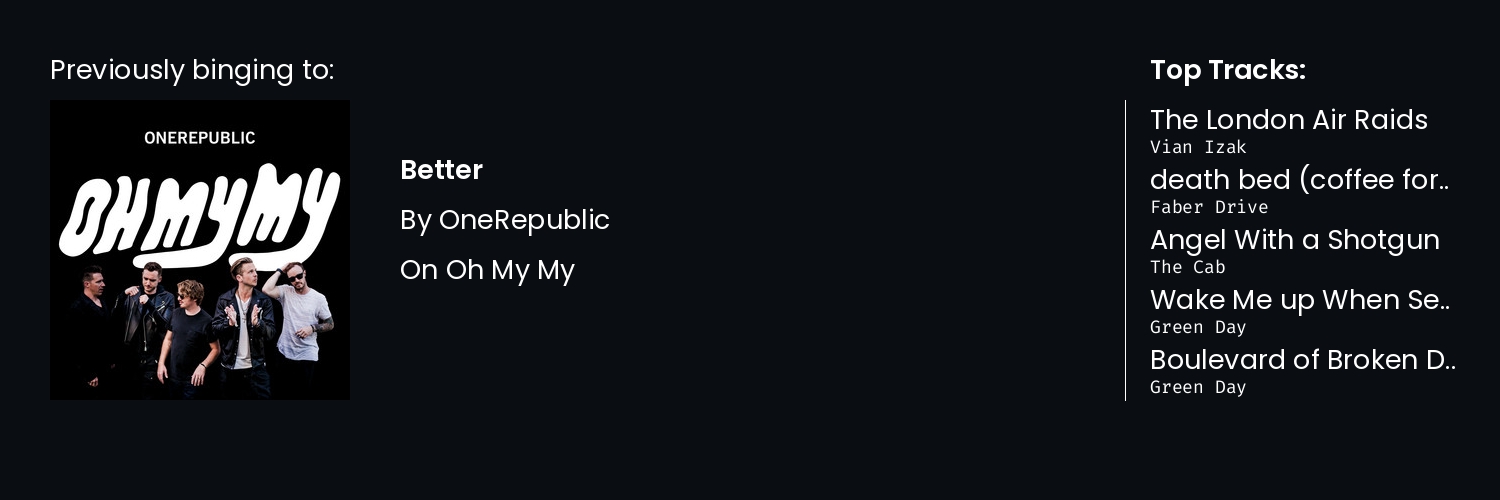 Previously binging to:
ONEREPUBLIC
OH MY MY
Better
By OneRepublic
On Oh My My
Top Tracks:
The London Air Raids
Vian Izak
death bed (coffee for..
Faber Drive
Angel With a Shotgun
The Cab
Wake Me up When Se..
Green Day
Boulevard of Broken D..
Green Day